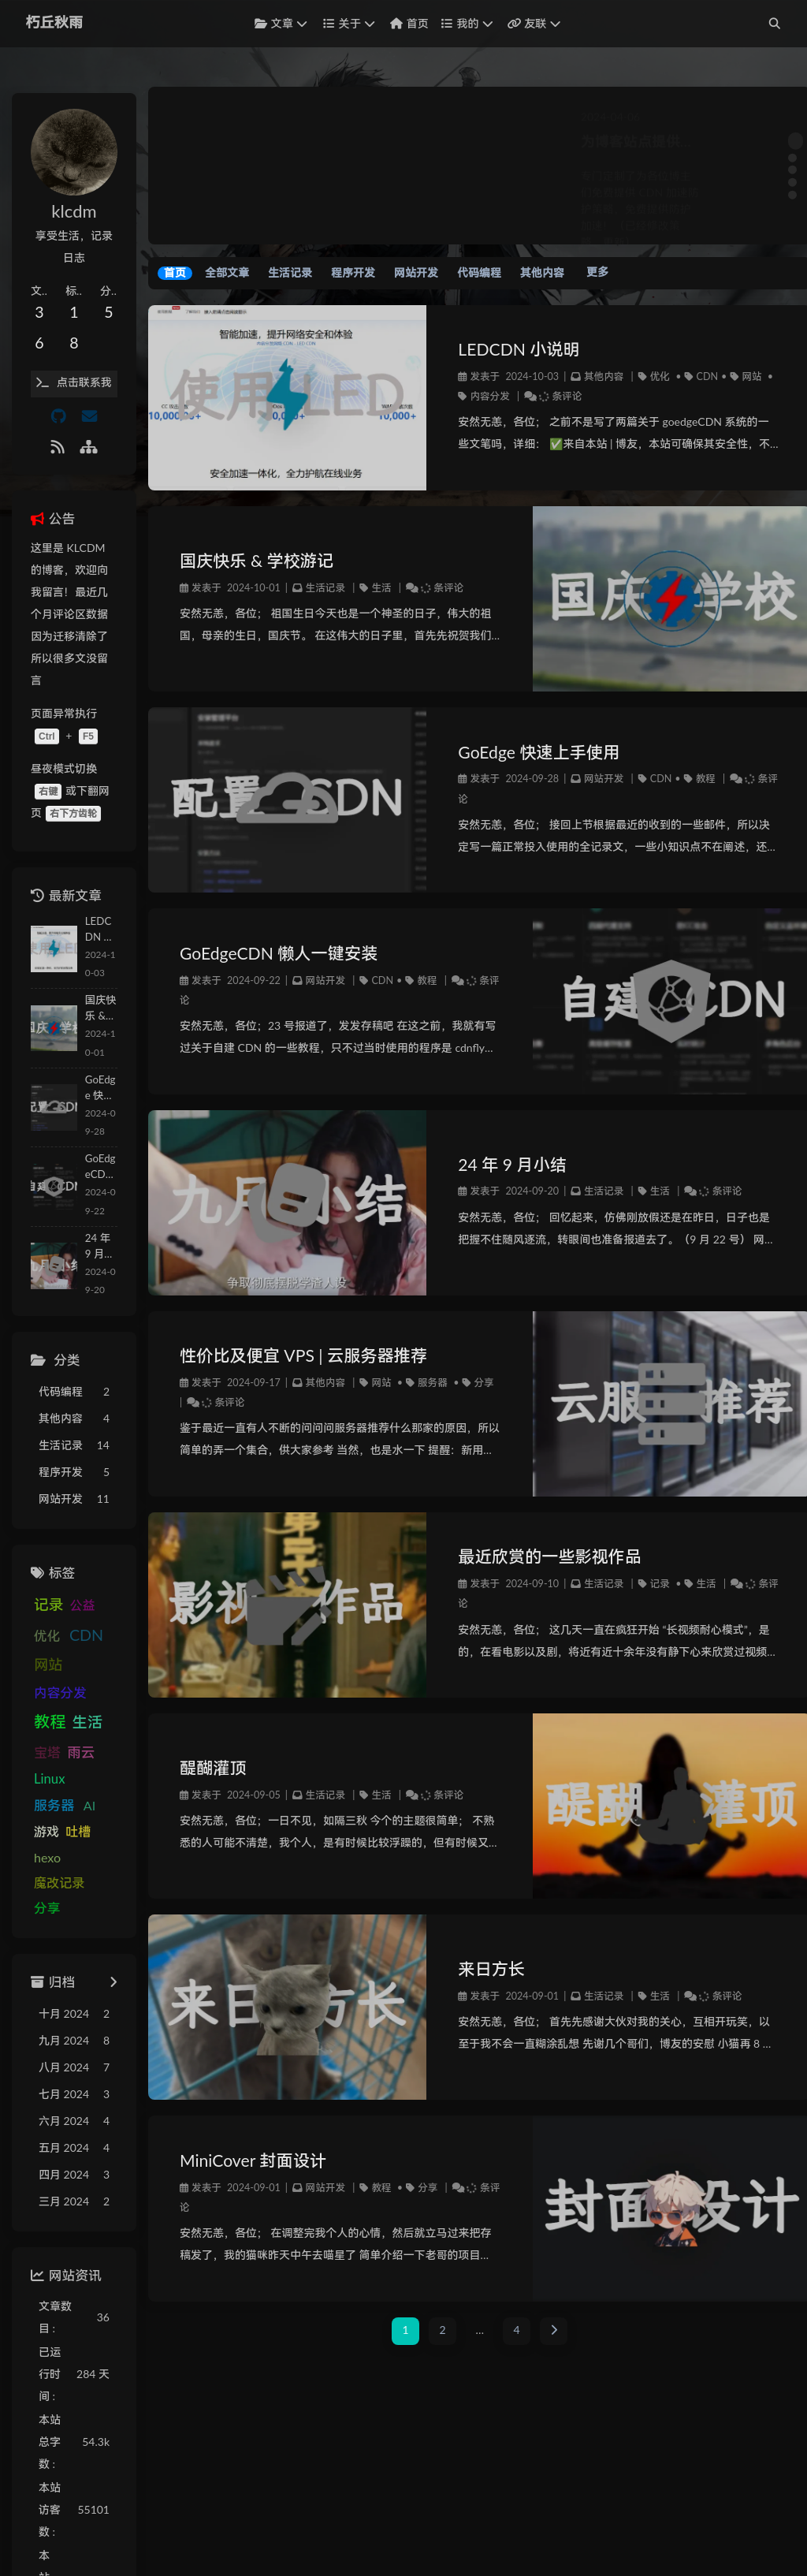 朽丘秋雨
文章
关于
首页
我的
友联
klcdm
享受生活，记录
日志
文..
标..
分..
3
1
5
6
8
点击联系我
公告
这里是 KLCDM
的博客，欢迎向
我留言！最近几
个月评论区数据
因为迁移清除了
所以很多文没留
言
页面异常执行
Ctrl + F5
昼夜模式切换
右键 或下翻网
页 右下方齿轮
最新文章
LEDC
DN ...
2024-1
0-03
国庆快
乐 &...
2024-1
0-01
GoEdg
e 快...
2024-0
9-28
GoEdg
eCD...
2024-0
9-22
24 年
9 月...
2024-0
9-20
分类
代码编程 2
其他内容 4
生活记录 14
程序开发 5
网站开发 11
标签
记录 公益
优化 CDN
网站
内容分发
教程 生活
宝塔 雨云
Linux
服务器 AI
游戏 吐槽
hexo
魔改记录
分享
归档
十月 2024 2
九月 2024 8
八月 2024 7
七月 2024 3
六月 2024 4
五月 2024 4
四月 2024 3
三月 2024 2
网站资讯
文章数
目 :
36
已运
行时
间 :
284 天
本站
总字
数 :
54.3k
本站
访客
数 :
55101
本
首页 全部文章 生活记录 程序开发 网站开发 代码编程 其他内容 更多
智能加速，提升网络安全和体验
使用 LED
安全加速一体化，全力护航在线业务
LEDCDN 小说明
发表于 2024-10-03 | 其他内容 | 优化 • CDN • 网站 •
内容分发 | 条评论
安然无恙，各位； 之前不是写了两篇关于 goedgeCDN 系统的一
些文笔吗，详细： ✅来自本站 | 博友，本站可确保其安全性，不...
国庆快乐 & 学校游记
发表于 2024-10-01 | 生活记录 | 生活 | 条评论
安然无恙，各位； 祖国生日今天也是一个神圣的日子，伟大的祖
国，母亲的生日，国庆节。 在这伟大的日子里，首先先祝贺我们...
国庆 学校
配置 CDN
GoEdge 快速上手使用
发表于 2024-09-28 | 网站开发 | CDN • 教程 | 条评
论
安然无恙，各位； 接回上节根据最近的收到的一些邮件，所以决
定写一篇正常投入使用的全记录文，一些小知识点不在阐述，还...
GoEdgeCDN 懒人一键安装
发表于 2024-09-22 | 网站开发 | CDN • 教程 | 条评
论
安然无恙，各位；23 号报道了，发发存稿吧 在这之前，我就有写
过关于自建 CDN 的一些教程，只不过当时使用的程序是 cdnfly...
自建 CDN
九月 小结
争取彻底摆脱学渣人设
24 年 9 月小结
发表于 2024-09-20 | 生活记录 | 生活 | 条评论
安然无恙，各位； 回忆起来，仿佛刚放假还是在昨日，日子也是
把握不住随风逐流，转眼间也准备报道去了。（9 月 22 号） 网...
性价比及便宜 VPS | 云服务器推荐
发表于 2024-09-17 | 其他内容 | 网站 • 服务器 • 分享
| 条评论
鉴于最近一直有人不断的问问问服务器推荐什么那家的原因，所以
简单的弄一个集合，供大家参考 当然，也是水一下 提醒：新用...
云服 推荐
影视 作品
最近欣赏的一些影视作品
发表于 2024-09-10 | 生活记录 | 记录 • 生活 | 条评
论
安然无恙，各位； 这几天一直在疯狂开始 “长视频耐心模式”，是
的，在看电影以及剧，将近有近十余年没有静下心来欣赏过视频...
醍醐灌顶
发表于 2024-09-05 | 生活记录 | 生活 | 条评论
安然无恙，各位；一日不见，如隔三秋 今个的主题很简单； 不熟
悉的人可能不清楚，我个人，是有时候比较浮躁的，但有时候又...
醍醐 灌顶
来日 方长
来日方长
发表于 2024-09-01 | 生活记录 | 生活 | 条评论
安然无恙，各位； 首先先感谢大伙对我的关心，互相开玩笑，以
至于我不会一直糊涂乱想 先谢几个哥们，博友的安慰 小猫再 8 ...
MiniCover 封面设计
发表于 2024-09-01 | 网站开发 | 教程 • 分享 | 条评
论
安然无恙，各位； 在调整完我个人的心情，然后就立马过来把存
稿发了，我的猫咪昨天中午去喵星了 简单介绍一下老哥的项目...
封面 设计
1 2 ... 4